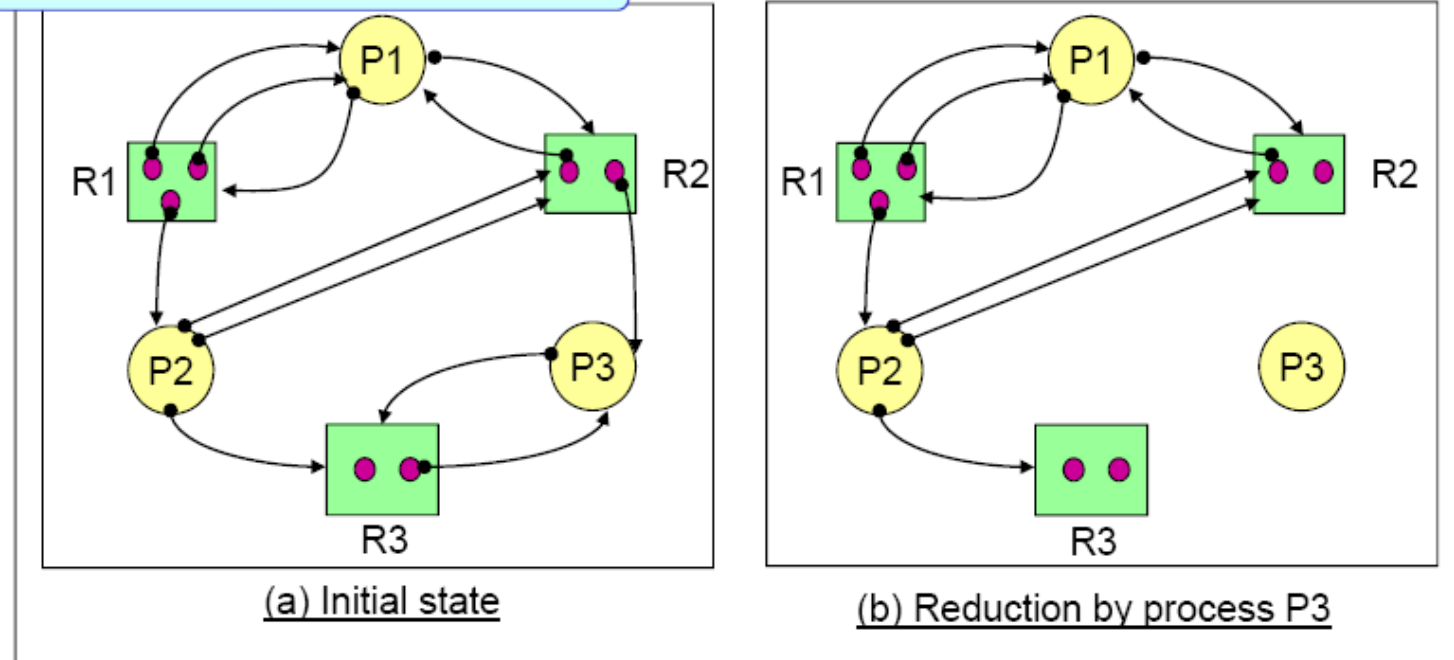 P1
R1
R2
P2
P3
R3
(a) Initial state
P1
R1
R2
P2
P3
R3
(b) Reduction by process P3